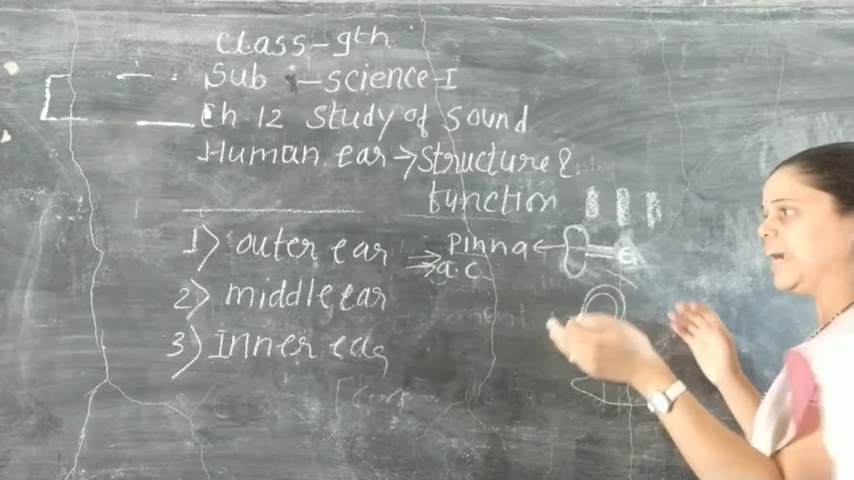 Class-9th
Sub :-science-I
Ch 12 Study of Sound
Human ear → Structure &
function
1) outer ear ⇒ Pinna ←
→ a.c
2) middle ear
3) Inner ear